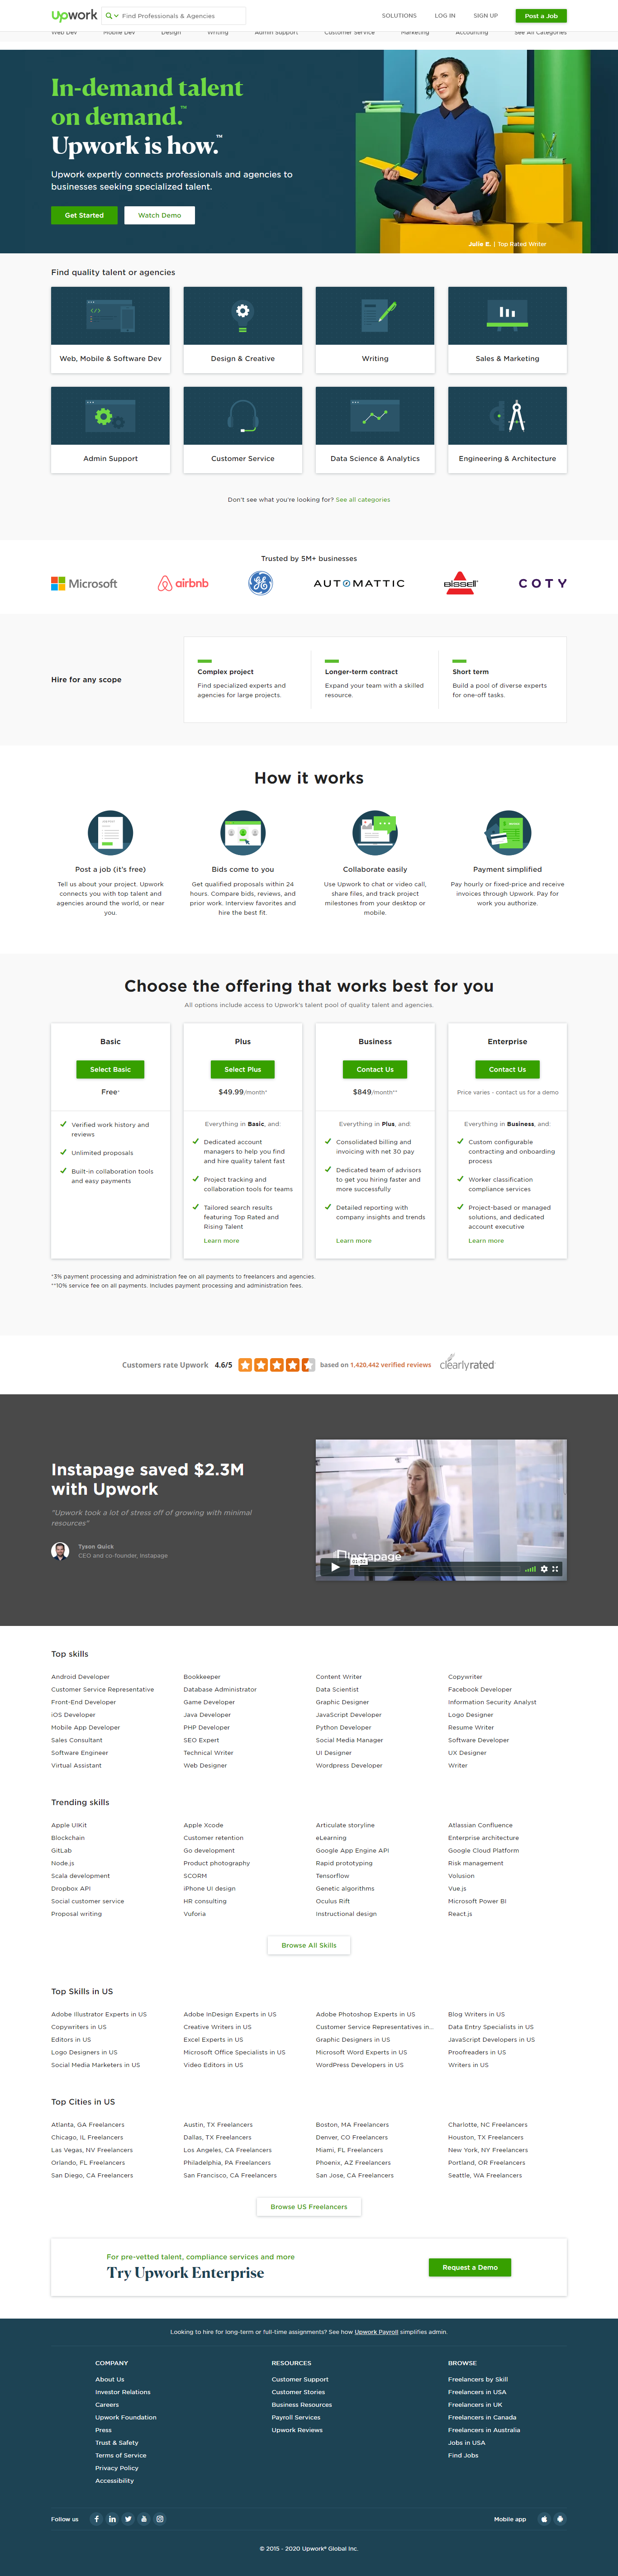 upwork
Find Professionals & Agencies
SOLUTIONS
LOG IN
SIGN UP
Post a Job
Web Dev
Mobile Dev
Design
Writing
Admin Support
Customer Service
Marketing
Accounting
See All Categories
In-demand talent
on demand.™
Upwork is how.™
Upwork expertly connects professionals and agencies to
businesses seeking specialized talent.
Get Started
Watch Demo
Julie E. | Top Rated Writer
Find quality talent or agencies
Web, Mobile & Software Dev
Design & Creative
Writing
Sales & Marketing
Admin Support
Customer Service
Data Science & Analytics
Engineering & Architecture
Don't see what you're looking for? See all categories
Trusted by 5M+ businesses
Microsoft
airbnb
GE
AUTOMATTIC
BISSELL
COTY
Hire for any scope
Complex project
Find specialized experts and
agencies for large projects.
Longer-term contract
Expand your team with a skilled
resource.
Short term
Build a pool of diverse experts
for one-off tasks.
How it works
Post a job (it's free)
Tell us about your project. Upwork
connects you with top talent and
agencies around the world, or near
you.
Bids come to you
Get qualified proposals within 24
hours. Compare bids, reviews, and
prior work. Interview favorites and
hire the best fit.
Collaborate easily
Use Upwork to chat or video call,
share files, and track project
milestones from your desktop or
mobile.
Payment simplified
Pay hourly or fixed-price and receive
invoices through Upwork. Pay for
work you authorize.
Choose the offering that works best for you
All options include access to Upwork's talent pool of quality talent and agencies.
Basic
Select Basic
Free*
Verified work history and
reviews
Unlimited proposals
Built-in collaboration tools
and easy payments
Plus
Select Plus
$49.99/month*
Everything in Basic, and:
Dedicated account
managers to help you find
and hire quality talent fast
Project tracking and
collaboration tools for teams
Tailored search results
featuring Top Rated and
Rising Talent
Learn more
Business
Contact Us
$849/month**
Everything in Plus, and:
Consolidated billing and
invoicing with net 30 pay
Dedicated team of advisors
to get you hiring faster and
more successfully
Detailed reporting with
company insights and trends
Learn more
Enterprise
Contact Us
Price varies - contact us for a demo
Everything in Business, and:
Custom configurable
contracting and onboarding
process
Worker classification
compliance services
Project-based or managed
solutions, and dedicated
account executive
Learn more
*3% payment processing and administration fee on all payments to freelancers and agencies.
**10% service fee on all payments. Includes payment processing and administration fees.
Customers rate Upwork 4.6/5
based on 1,420,442 verified reviews
clearlyrated
Instapage saved $2.3M
with Upwork
"Upwork took a lot of stress off of growing with minimal
resources"
Tyson Quick
CEO and co-founder, Instapage
Instapage
Top skills
Android Developer
Bookkeeper
Content Writer
Copywriter
Customer Service Representative
Database Administrator
Data Scientist
Facebook Developer
Front-End Developer
Game Developer
Graphic Designer
Information Security Analyst
iOS Developer
Java Developer
JavaScript Developer
Logo Designer
Mobile App Developer
PHP Developer
Python Developer
Resume Writer
Sales Consultant
SEO Expert
Social Media Manager
Software Developer
Software Engineer
Technical Writer
UI Designer
UX Designer
Virtual Assistant
Web Designer
Wordpress Developer
Writer
Trending skills
Apple UIKit
Apple Xcode
Articulate storyline
Atlassian Confluence
Blockchain
Customer retention
eLearning
Enterprise architecture
GitLab
Go development
Google App Engine API
Google Cloud Platform
Node.js
Product photography
Rapid prototyping
Risk management
Scala development
SCORM
Tensorflow
Volusion
Dropbox API
iPhone UI design
Genetic algorithms
Vue.js
Social customer service
HR consulting
Oculus Rift
Microsoft Power BI
Proposal writing
Vuforia
Instructional design
React.js
Browse All Skills
Top Skills in US
Adobe Illustrator Experts in US
Adobe InDesign Experts in US
Adobe Photoshop Experts in US
Blog Writers in US
Copywriters in US
Creative Writers in US
Customer Service Representatives in...
Data Entry Specialists in US
Editors in US
Excel Experts in US
Graphic Designers in US
JavaScript Developers in US
Logo Designers in US
Microsoft Office Specialists in US
Microsoft Word Experts in US
Proofreaders in US
Social Media Marketers in US
Video Editors in US
WordPress Developers in US
Writers in US
Top Cities in US
Atlanta, GA Freelancers
Austin, TX Freelancers
Boston, MA Freelancers
Charlotte, NC Freelancers
Chicago, IL Freelancers
Dallas, TX Freelancers
Denver, CO Freelancers
Houston, TX Freelancers
Las Vegas, NV Freelancers
Los Angeles, CA Freelancers
Miami, FL Freelancers
New York, NY Freelancers
Orlando, FL Freelancers
Philadelphia, PA Freelancers
Phoenix, AZ Freelancers
Portland, OR Freelancers
San Diego, CA Freelancers
San Francisco, CA Freelancers
San Jose, CA Freelancers
Seattle, WA Freelancers
Browse US Freelancers
For pre-vetted talent, compliance services and more
Try Upwork Enterprise
Request a Demo
Looking to hire for long-term or full-time assignments? See how Upwork Payroll simplifies admin.
COMPANY
About Us
Investor Relations
Careers
Upwork Foundation
Press
Trust & Safety
Terms of Service
Privacy Policy
Accessibility
RESOURCES
Customer Support
Customer Stories
Business Resources
Payroll Services
Upwork Reviews
BROWSE
Freelancers by Skill
Freelancers in USA
Freelancers in UK
Freelancers in Canada
Freelancers in Australia
Jobs in USA
Find Jobs
Follow us
Mobile app
© 2015 - 2020 Upwork® Global Inc.